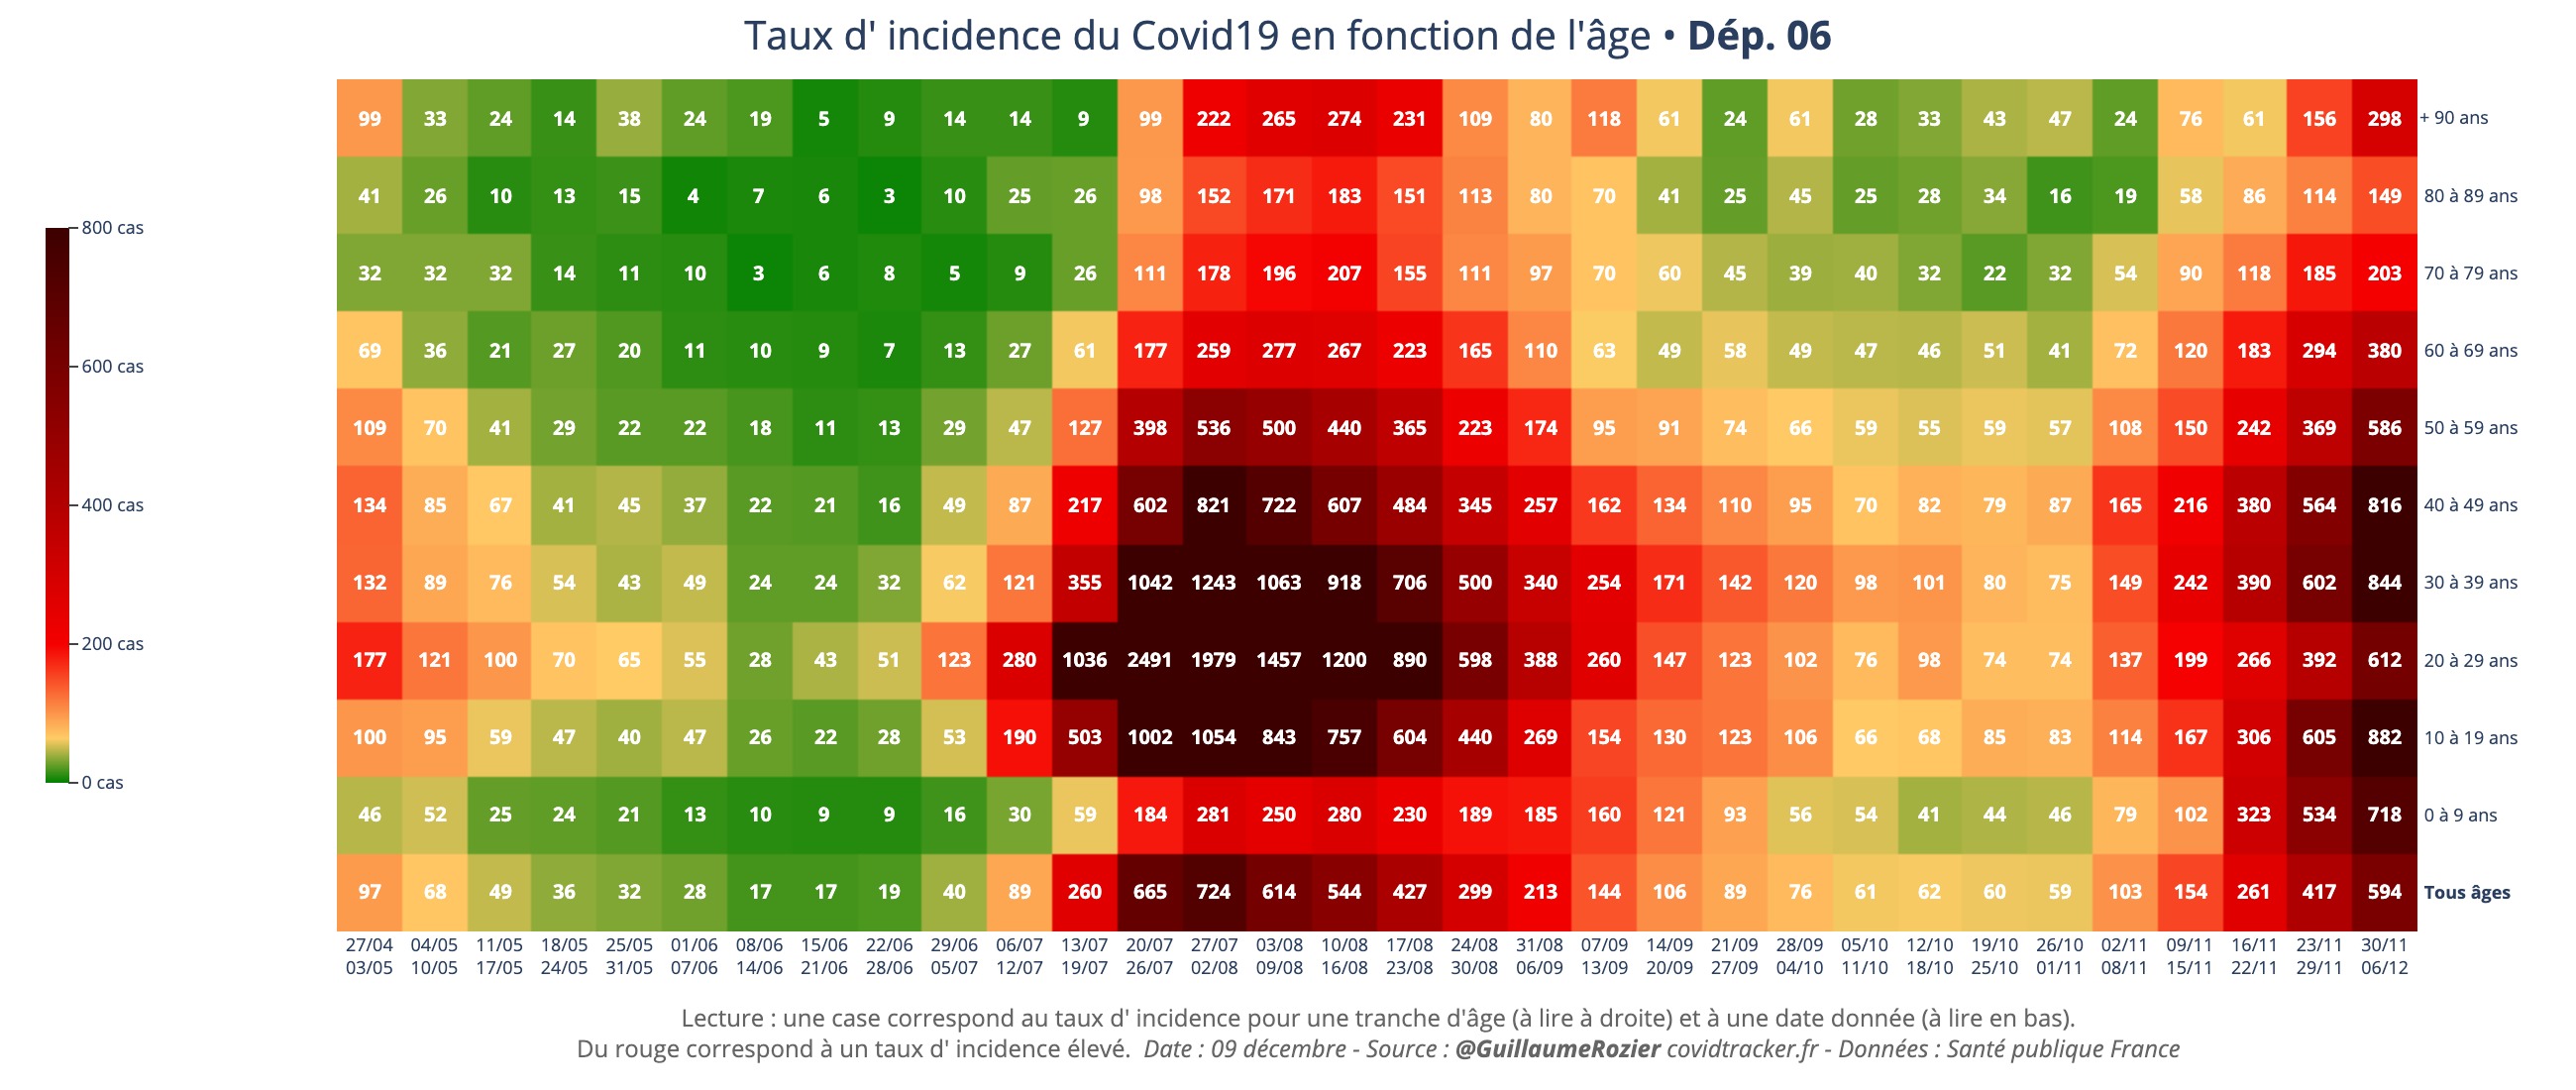 Taux d' incidence du Covid19 en fonction de l'âge • Dép. 06
800 cas
600 cas
400 cas
200 cas
0 cas
99 33 24 14 38 24 19 5 9 14 14 9 99 222 265 274 231 109 80 118 61 24 61 28 33 43 47 24 76 61 156 298 + 90 ans
41 26 10 13 15 4 7 6 3 10 25 26 98 152 171 183 151 113 80 70 41 25 45 25 28 34 16 19 58 86 114 149 80 à 89 ans
32 32 32 14 11 10 3 6 8 5 9 26 111 178 196 207 155 111 97 70 60 45 39 40 32 22 32 54 90 118 185 203 70 à 79 ans
69 36 21 27 20 11 10 9 7 13 27 61 177 259 277 267 223 165 110 63 49 58 49 47 46 51 41 72 120 183 294 380 60 à 69 ans
109 70 41 29 22 22 18 11 13 29 47 127 398 536 500 440 365 223 174 95 91 74 66 59 55 59 57 108 150 242 369 586 50 à 59 ans
134 85 67 41 45 37 22 21 16 49 87 217 602 821 722 607 484 345 257 162 134 110 95 70 82 79 87 165 216 380 564 816 40 à 49 ans
132 89 76 54 43 49 24 24 32 62 121 355 1042 1243 1063 918 706 500 340 254 171 142 120 98 101 80 75 149 242 390 602 844 30 à 39 ans
177 121 100 70 65 55 28 43 51 123 280 1036 2491 1979 1457 1200 890 598 388 260 147 123 102 76 98 74 74 137 199 266 392 612 20 à 29 ans
100 95 59 47 40 47 26 22 28 53 190 503 1002 1054 843 757 604 440 269 154 130 123 106 66 68 85 83 114 167 306 605 882 10 à 19 ans
46 52 25 24 21 13 10 9 9 16 30 59 184 281 250 280 230 189 185 160 121 93 56 54 41 44 46 79 102 323 534 718 0 à 9 ans
97 68 49 36 32 28 17 17 19 40 89 260 665 724 614 544 427 299 213 144 106 89 76 61 62 60 59 103 154 261 417 594 Tous âges
27/04 04/05 11/05 18/05 25/05 01/06 08/06 15/06 22/06 29/06 06/07 13/07 20/07 27/07 03/08 10/08 17/08 24/08 31/08 07/09 14/09 21/09 28/09 05/10 12/10 19/10 26/10 02/11 09/11 16/11 23/11 30/11
03/05 10/05 17/05 24/05 31/05 07/06 14/06 21/06 28/06 05/07 12/07 19/07 26/07 02/08 09/08 16/08 23/08 30/08 06/09 13/09 20/09 27/09 04/10 11/10 18/10 25/10 01/11 08/11 15/11 22/11 29/11 06/12
Lecture : une case correspond au taux d' incidence pour une tranche d'âge (à lire à droite) et à une date donnée (à lire en bas).
Du rouge correspond à un taux d' incidence élevé. Date : 09 décembre - Source : @GuillaumeRozier covidtracker.fr - Données : Santé publique France